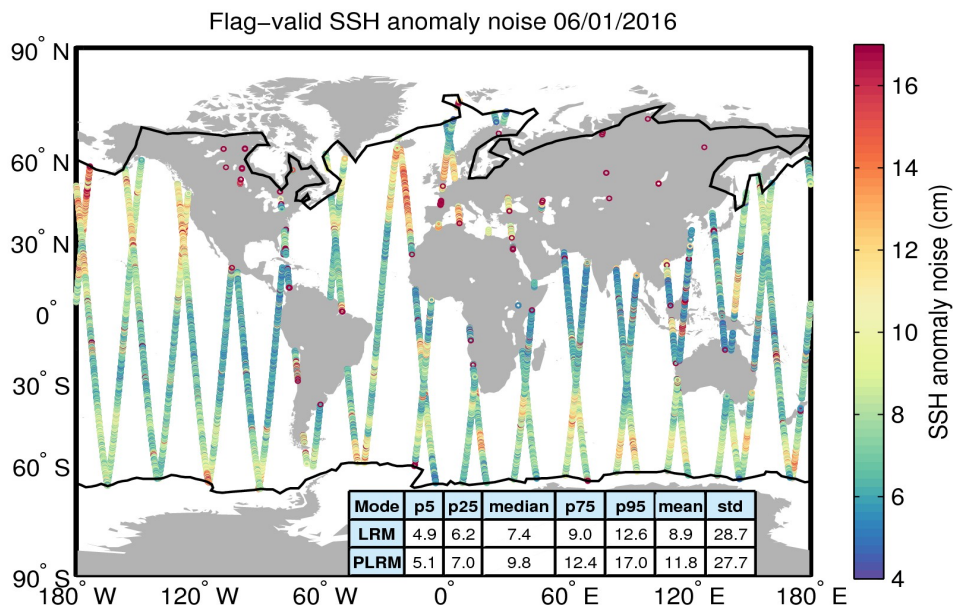 Flag–valid SSH anomaly noise 06/01/2016
90° N
60° N
30° N
0°
30° S
60° S
90° S
180° W
120° W
60° W
0°
60° E
120° E
180° E
Mode p5 p25 median p75 p95 mean std
LRM 4.9 6.2 7.4 9.0 12.6 8.9 28.7
PLRM 5.1 7.0 9.8 12.4 17.0 11.8 27.7
16
14
12
10
8
6
4
SSH anomaly noise (cm)